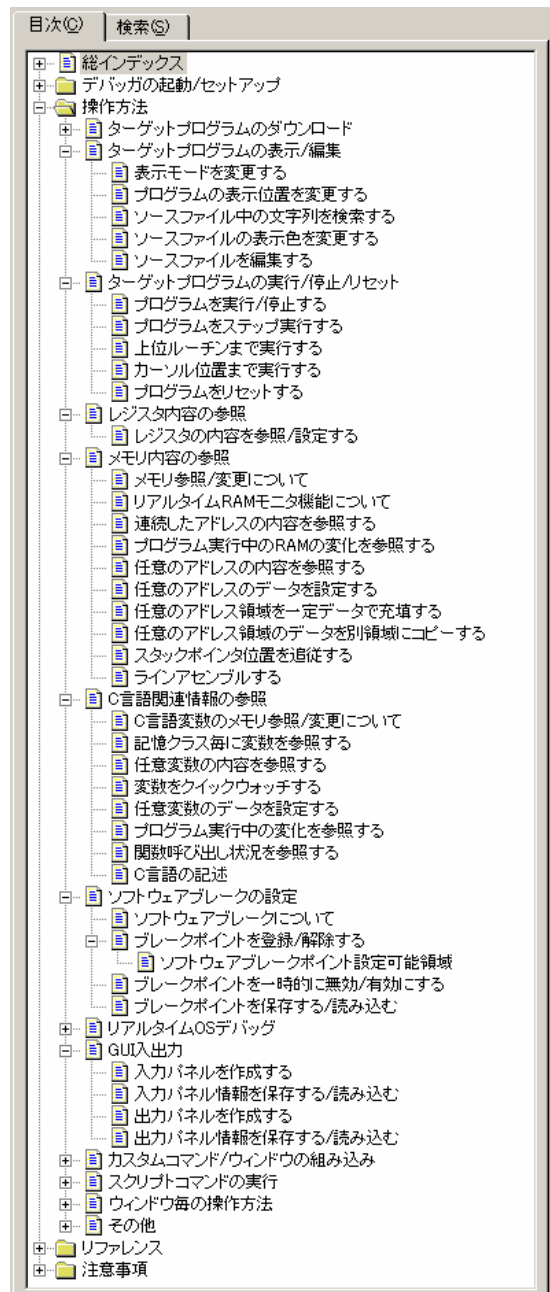 目次(C) 検索(S)
総インデックス
デバッガの起動/セットアップ
操作方法
ターゲットプログラムのダウンロード
ターゲットプログラムの表示/編集
表示モードを変更する
プログラムの表示位置を変更する
ソースファイル中の文字列を検索する
ソースファイルの表示色を変更する
ソースファイルを編集する
ターゲットプログラムの実行/停止/リセット
プログラムを実行/停止する
プログラムをステップ実行する
上位ルーチンまで実行する
カーソル位置まで実行する
プログラムをリセットする
レジスタ内容の参照
レジスタの内容を参照/設定する
メモリ内容の参照
メモリ参照/変更について
リアルタイムRAMモニタ機能について
連続したアドレスの内容を参照する
プログラム実行中のRAMの変化を参照する
任意のアドレスの内容を参照する
任意のアドレスのデータを設定する
任意のアドレス領域を一定データで充填する
任意のアドレス領域のデータを別領域にコピーする
スタックポインタ位置を追従する
ラインアセンブルする
C言語関連情報の参照
C言語変数のメモリ参照/変更について
記憶クラス毎に変数を参照する
任意変数の内容を参照する
変数をクイックウォッチする
任意変数のデータを設定する
プログラム実行中の変化を参照する
関数呼び出し状況を参照する
C言語の記述
ソフトウェアブレークの設定
ソフトウェアブレークについて
ブレークポイントを登録/解除する
ソフトウェアブレークポイント設定可能領域
ブレークポイントを一時的に無効/有効にする
ブレークポイントを保存する/読み込む
リアルタイムOSデバッグ
GUI入出力
入力パネルを作成する
入力パネル情報を保存する/読み込む
出力パネルを作成する
出力パネル情報を保存する/読み込む
カスタムコマンド/ウィンドウの組み込み
スクリプトコマンドの実行
ウィンドウ毎の操作方法
その他
リファレンス
注意事項